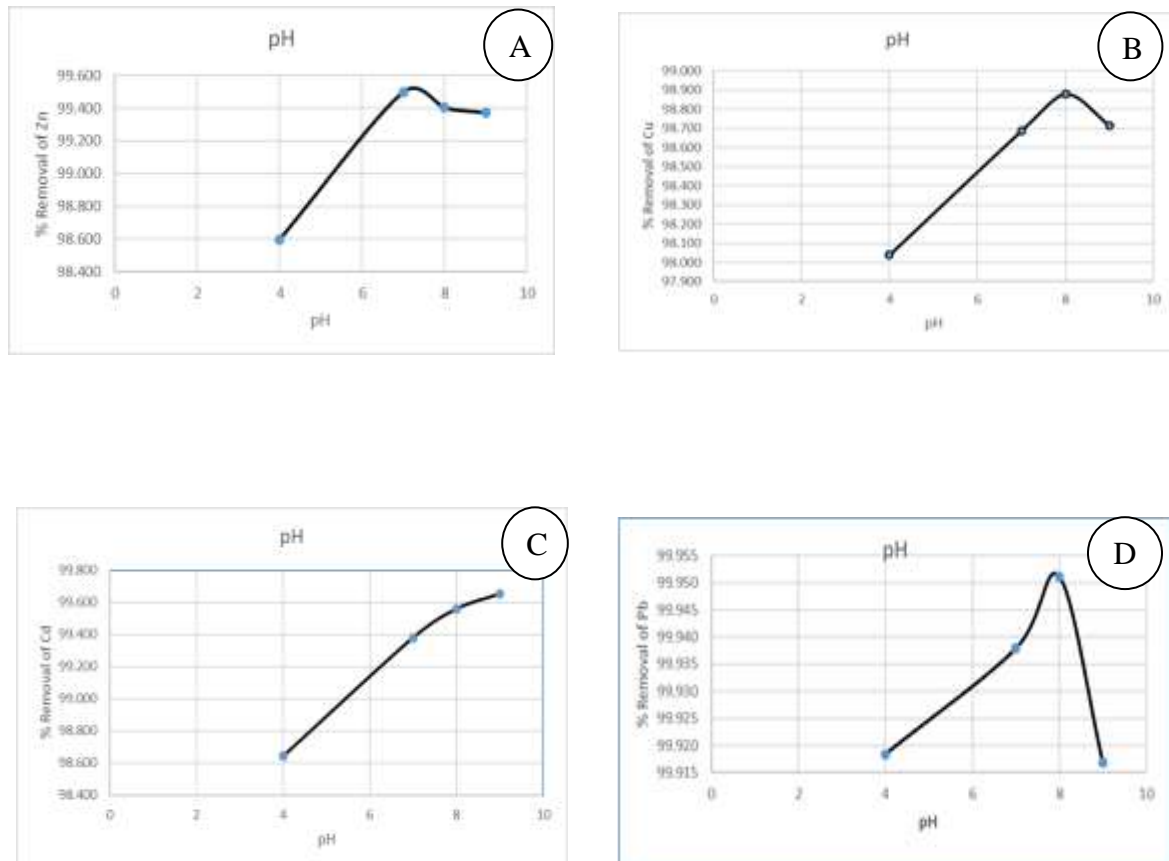 pH
A
99.600
99.400
99.200
99.000
98.800
98.600
98.400
% Removal of Zn
0 2 4 6 8 10
pH
pH
B
99.000
98.900
98.800
98.700
98.600
98.500
98.400
98.300
98.200
98.100
98.000
97.900
% Removal of Cu
0 2 4 6 8 10
pH
pH
C
99.800
99.600
99.400
99.200
99.000
98.800
98.600
98.400
% Removal of Cd
0 2 4 6 8 10
pH
pH
D
99.955
99.950
99.945
99.940
99.935
99.930
99.925
99.920
99.915
% Removal of Pb
0 2 4 6 8 10
pH